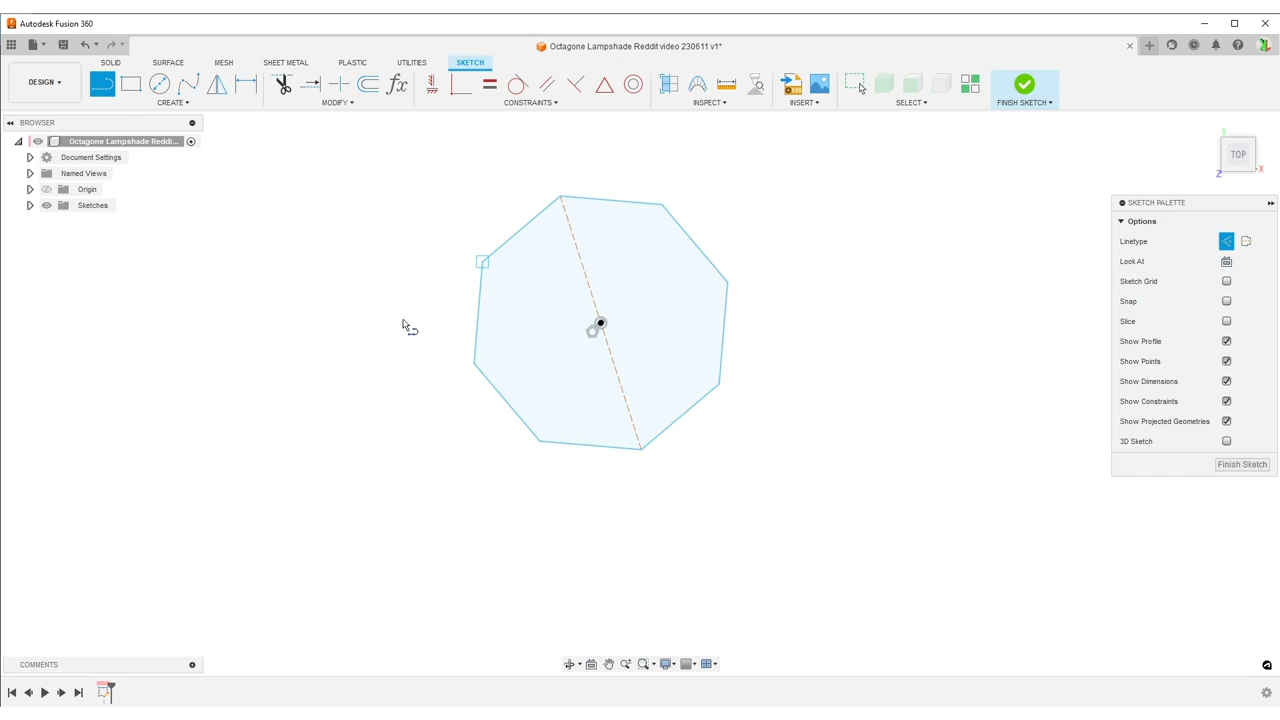 Autodesk Fusion 360
Octagone Lampshade Reddit video 230611 v1*
SOLID SURFACE MESH SHEET METAL PLASTIC UTILITIES SKETCH
DESIGN ▾
CREATE ▾ MODIFY ▾ CONSTRAINTS ▾ INSPECT ▾ INSERT ▾ SELECT ▾ FINISH SKETCH ▾
BROWSER
Octagone Lampshade Reddi...
Document Settings
Named Views
Origin
Sketches
TOP
X
Z
SKETCH PALETTE
Options
Linetype
Look At
Sketch Grid
Snap
Slice
Show Profile
Show Points
Show Dimensions
Show Constraints
Show Projected Geometries
3D Sketch
Finish Sketch
COMMENTS